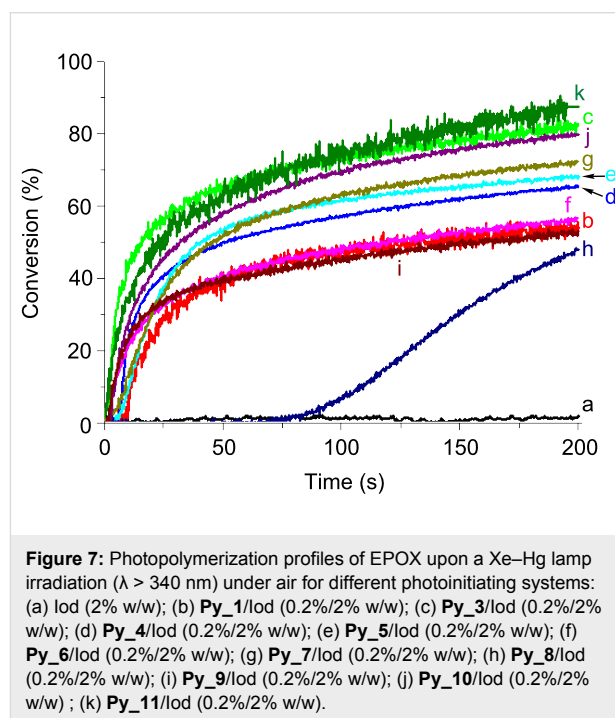 100
80
60
40
20
0
Conversion (%)
k
c
j
g
e
d
f
b
h
i
a
0
50
100
150
200
Time (s)
Figure 7: Photopolymerization profiles of EPOX upon a Xe–Hg lamp
irradiation (λ > 340 nm) under air for different photoinitiating systems:
(a) Iod (2% w/w); (b) Py_1/Iod (0.2%/2% w/w); (c) Py_3/Iod (0.2%/2%
w/w); (d) Py_4/Iod (0.2%/2% w/w); (e) Py_5/Iod (0.2%/2% w/w); (f)
Py_6/Iod (0.2%/2% w/w); (g) Py_7/Iod (0.2%/2% w/w); (h) Py_8/Iod
(0.2%/2% w/w); (i) Py_9/Iod (0.2%/2% w/w); (j) Py_10/Iod (0.2%/2%
w/w) ; (k) Py_11/Iod (0.2%/2% w/w).